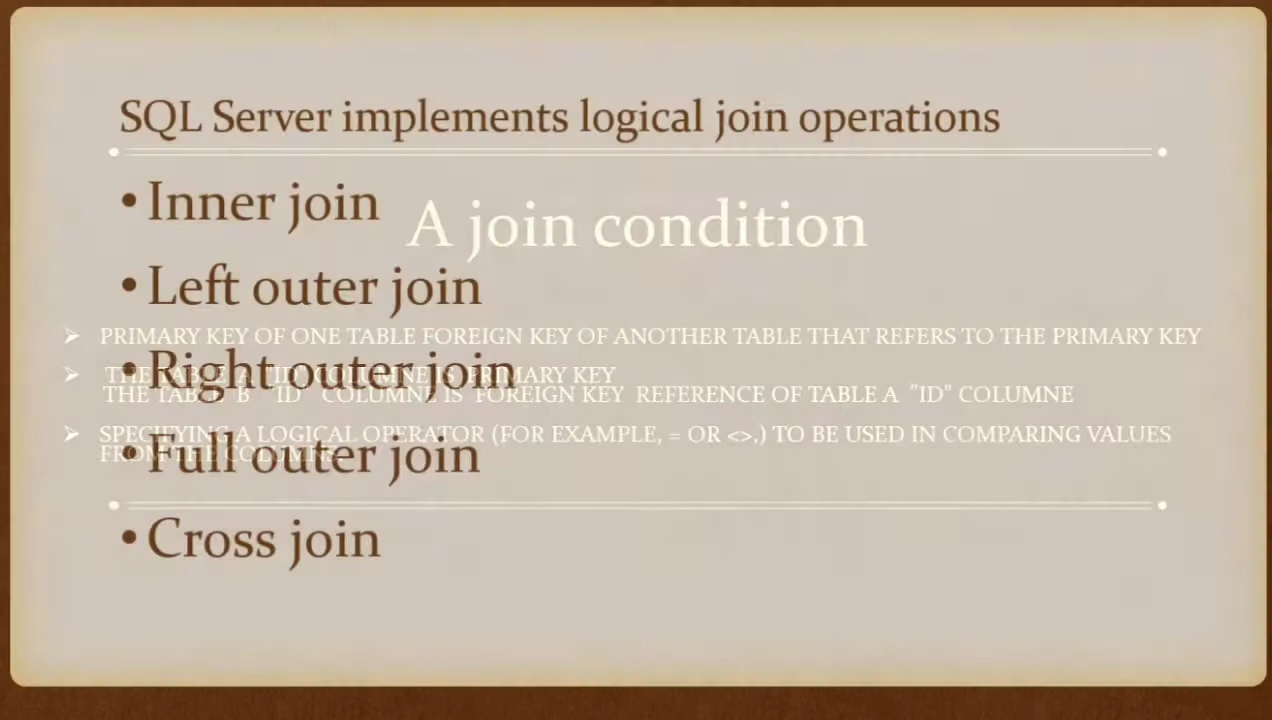 SQL Server implements logical join operations
• Inner join
A join condition
• Left outer join
➢ PRIMARY KEY OF ONE TABLE FOREIGN KEY OF ANOTHER TABLE THAT REFERS TO THE PRIMARY KEY
• Right outer join
➢ THE TABLE A "ID" COLUMNE IS PRIMARY KEY
THE TABLE B "ID" COLUMNE IS FOREIGN KEY REFERENCE OF TABLE A "ID" COLUMNE
➢ SPECIFYING A LOGICAL OPERATOR (FOR EXAMPLE, = OR <>,) TO BE USED IN COMPARING VALUES
FROM THE COLUMNS.
• Full outer join
• Cross join